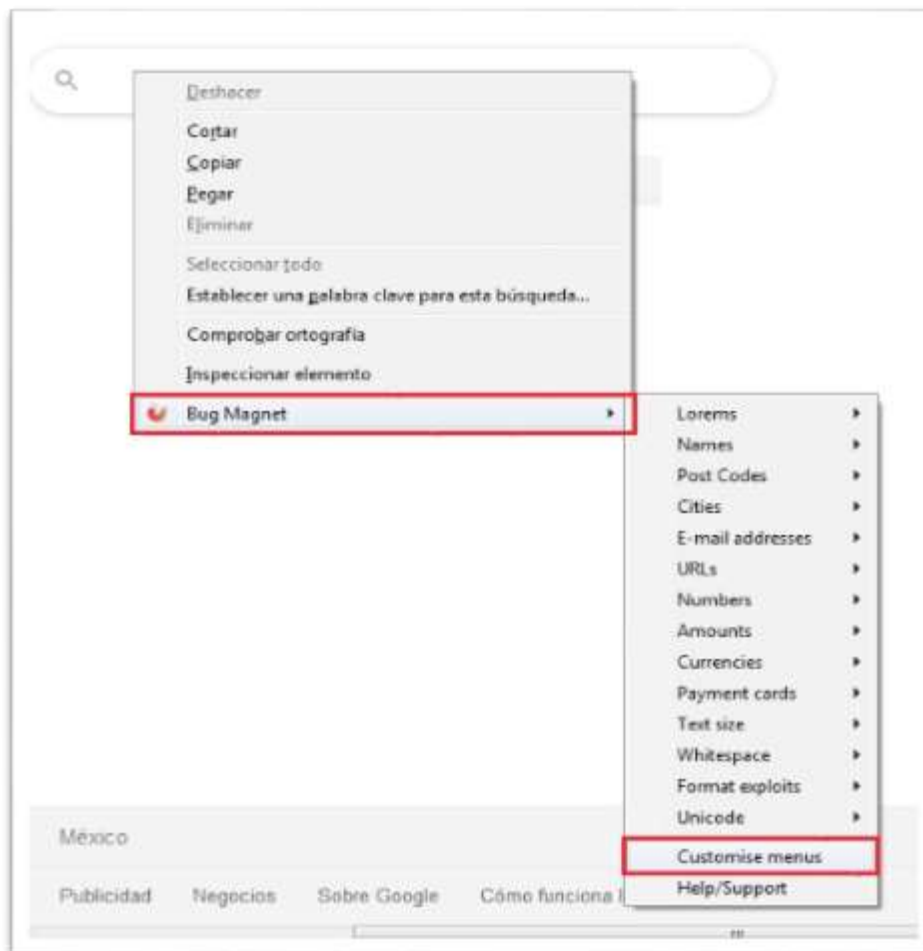 Deshacer
Cortar
Copiar
Pegar
Eliminar
Seleccionar todo
Establecer una palabra clave para esta búsqueda...
Comprobar ortografía
Inspeccionar elemento
Bug Magnet
Lorems
Names
Post Codes
Cities
E-mail addresses
URLs
Numbers
Amounts
Currencies
Payment cards
Text size
Whitespace
Format exploits
Unicode
Customise menus
Help/Support
México
Publicidad Negocios Sobre Google Cómo funciona